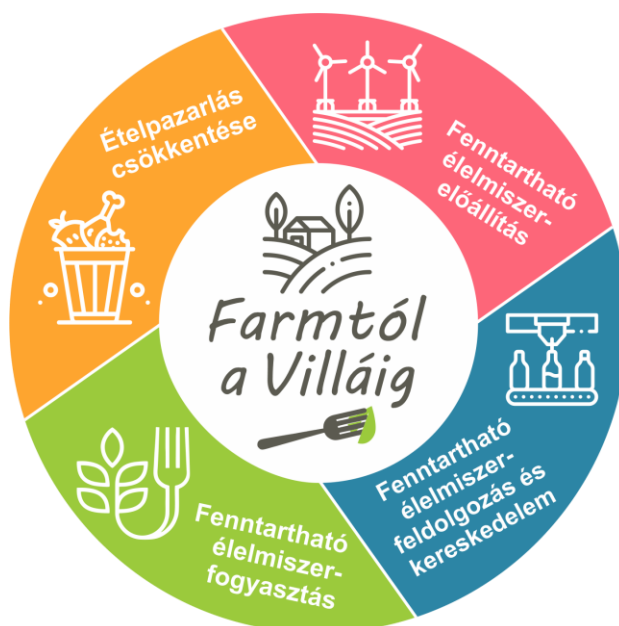 Ételpazarlás
csökkentése
Fenntartható
élelmiszer-
előállítás
Farmtól
a Villáig
Fenntartható
élelmiszer-
feldolgozás és
kereskedelem
Fenntartható
élelmiszer-
fogyasztás